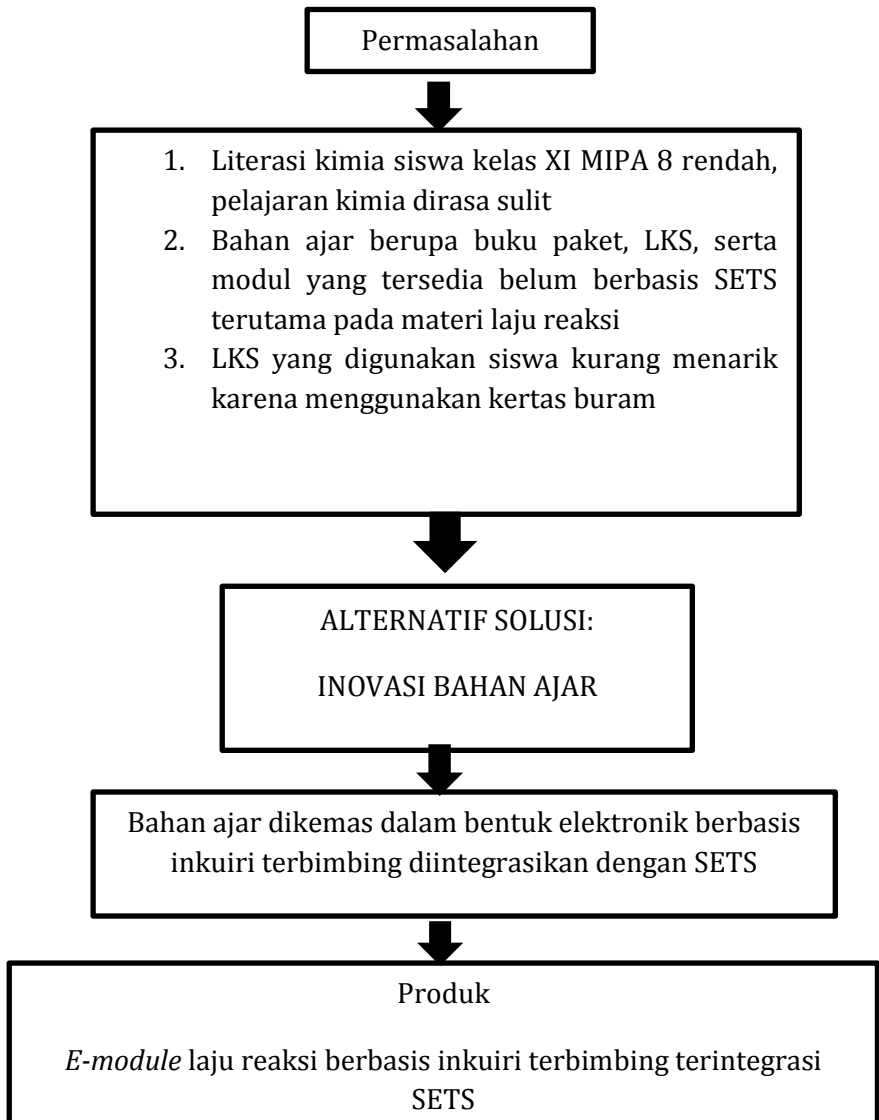 Permasalahan
1. Literasi kimia siswa kelas XI MIPA 8 rendah,
pelajaran kimia dirasa sulit
2. Bahan ajar berupa buku paket, LKS, serta
modul yang tersedia belum berbasis SETS
terutama pada materi laju reaksi
3. LKS yang digunakan siswa kurang menarik
karena menggunakan kertas buram
ALTERNATIF SOLUSI:
INOVASI BAHAN AJAR
Bahan ajar dikemas dalam bentuk elektronik berbasis
inkuiri terbimbing diintegrasikan dengan SETS
Produk
E-module laju reaksi berbasis inkuiri terbimbing terintegrasi
SETS